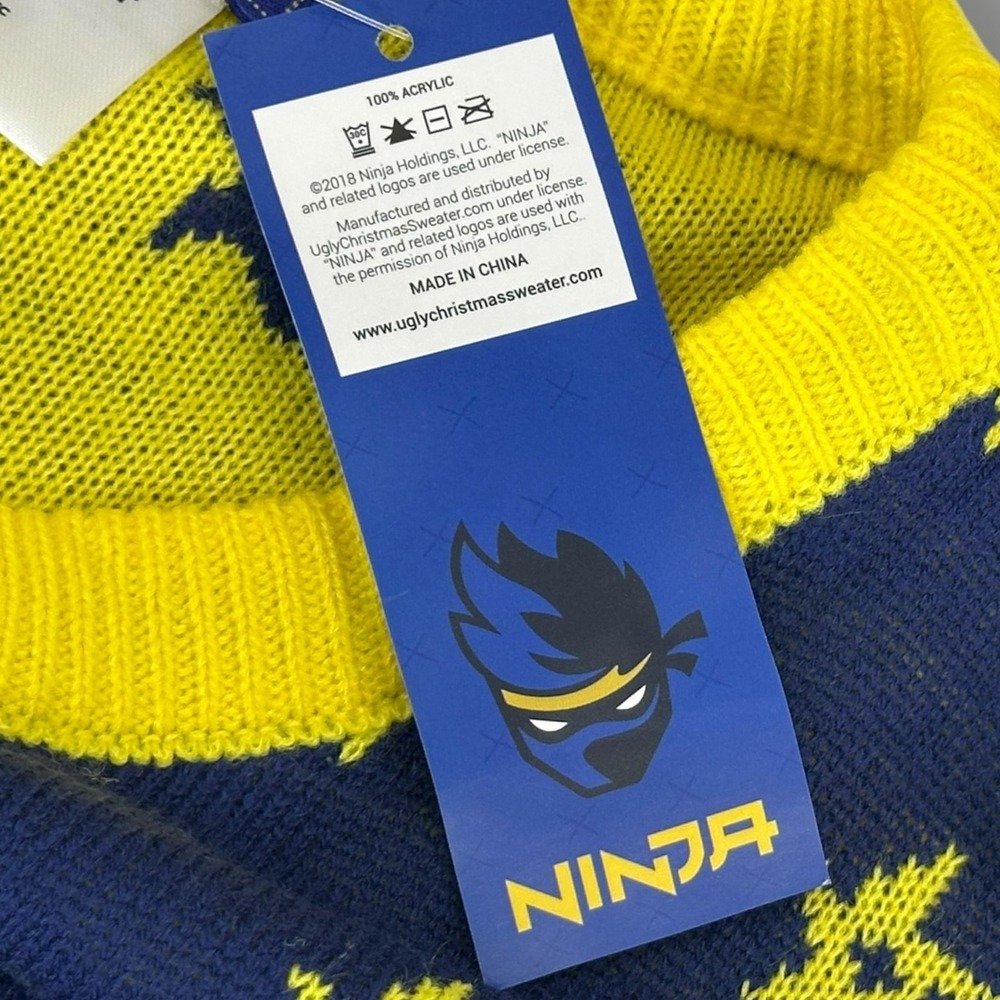 100% ACRYLIC
30C
©2018 Ninja Holdings, LLC. "NINJA"
and related logos are used under license.
Manufactured and distributed by
UglyChristmasSweater.com under license.
"NINJA" and related logos are used with
the permission of Ninja Holdings, LLC..
MADE IN CHINA
www.uglychristmassweater.com
NINJA